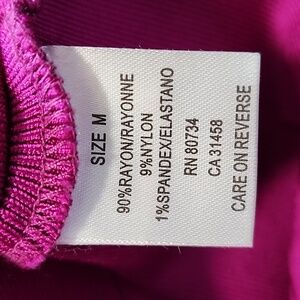 SIZE M
90%RAYON/RAYONNE
9%NYLON
1%SPANDEX/ELASTANO
RN 80734
CA 31458
CARE ON REVERSE